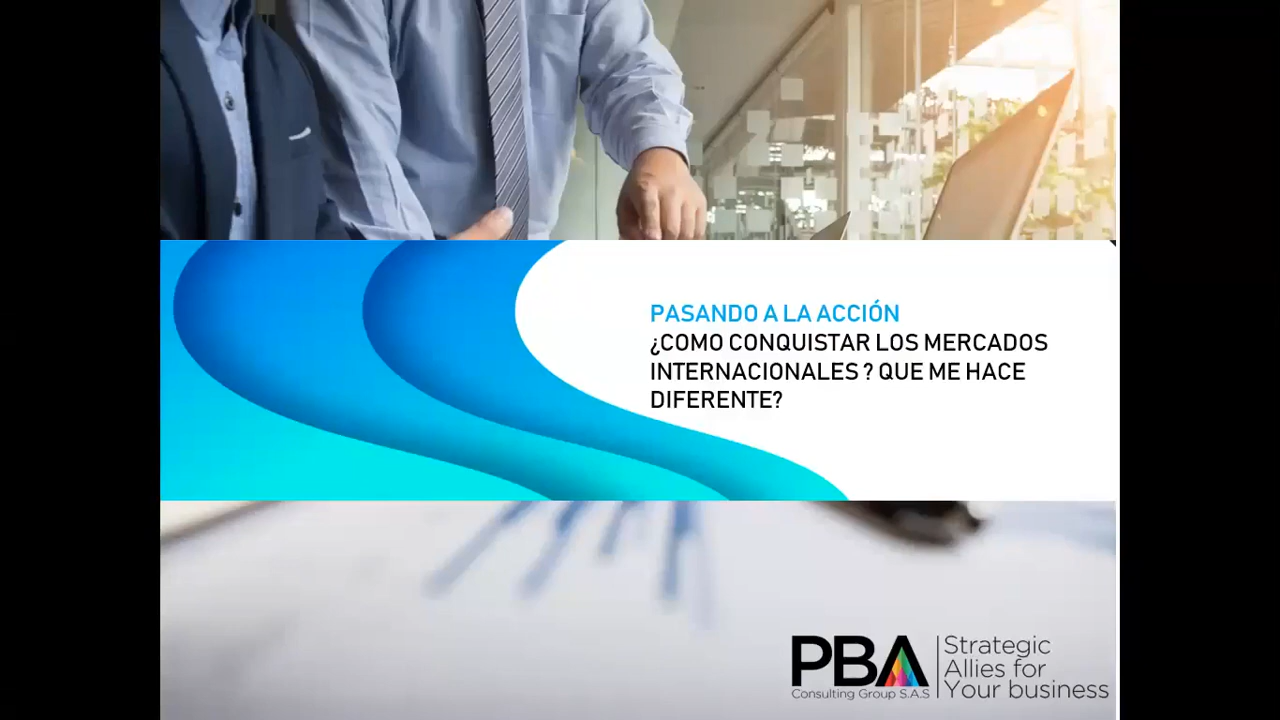 PASANDO A LA ACCIÓN
¿COMO CONQUISTAR LOS MERCADOS
INTERNACIONALES ? QUE ME HACE
DIFERENTE?
PBA
Consulting Group S.A.S
Strategic
Allies for
Your business